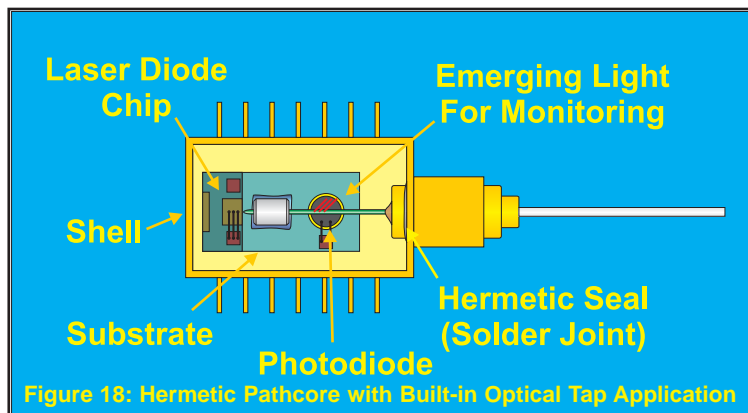 Laser Diode
Chip
Emerging Light
For Monitoring
Shell
Substrate
Photodiode
Hermetic Seal
(Solder Joint)
Figure 18: Hermetic Pathcore with Built-in Optical Tap Application